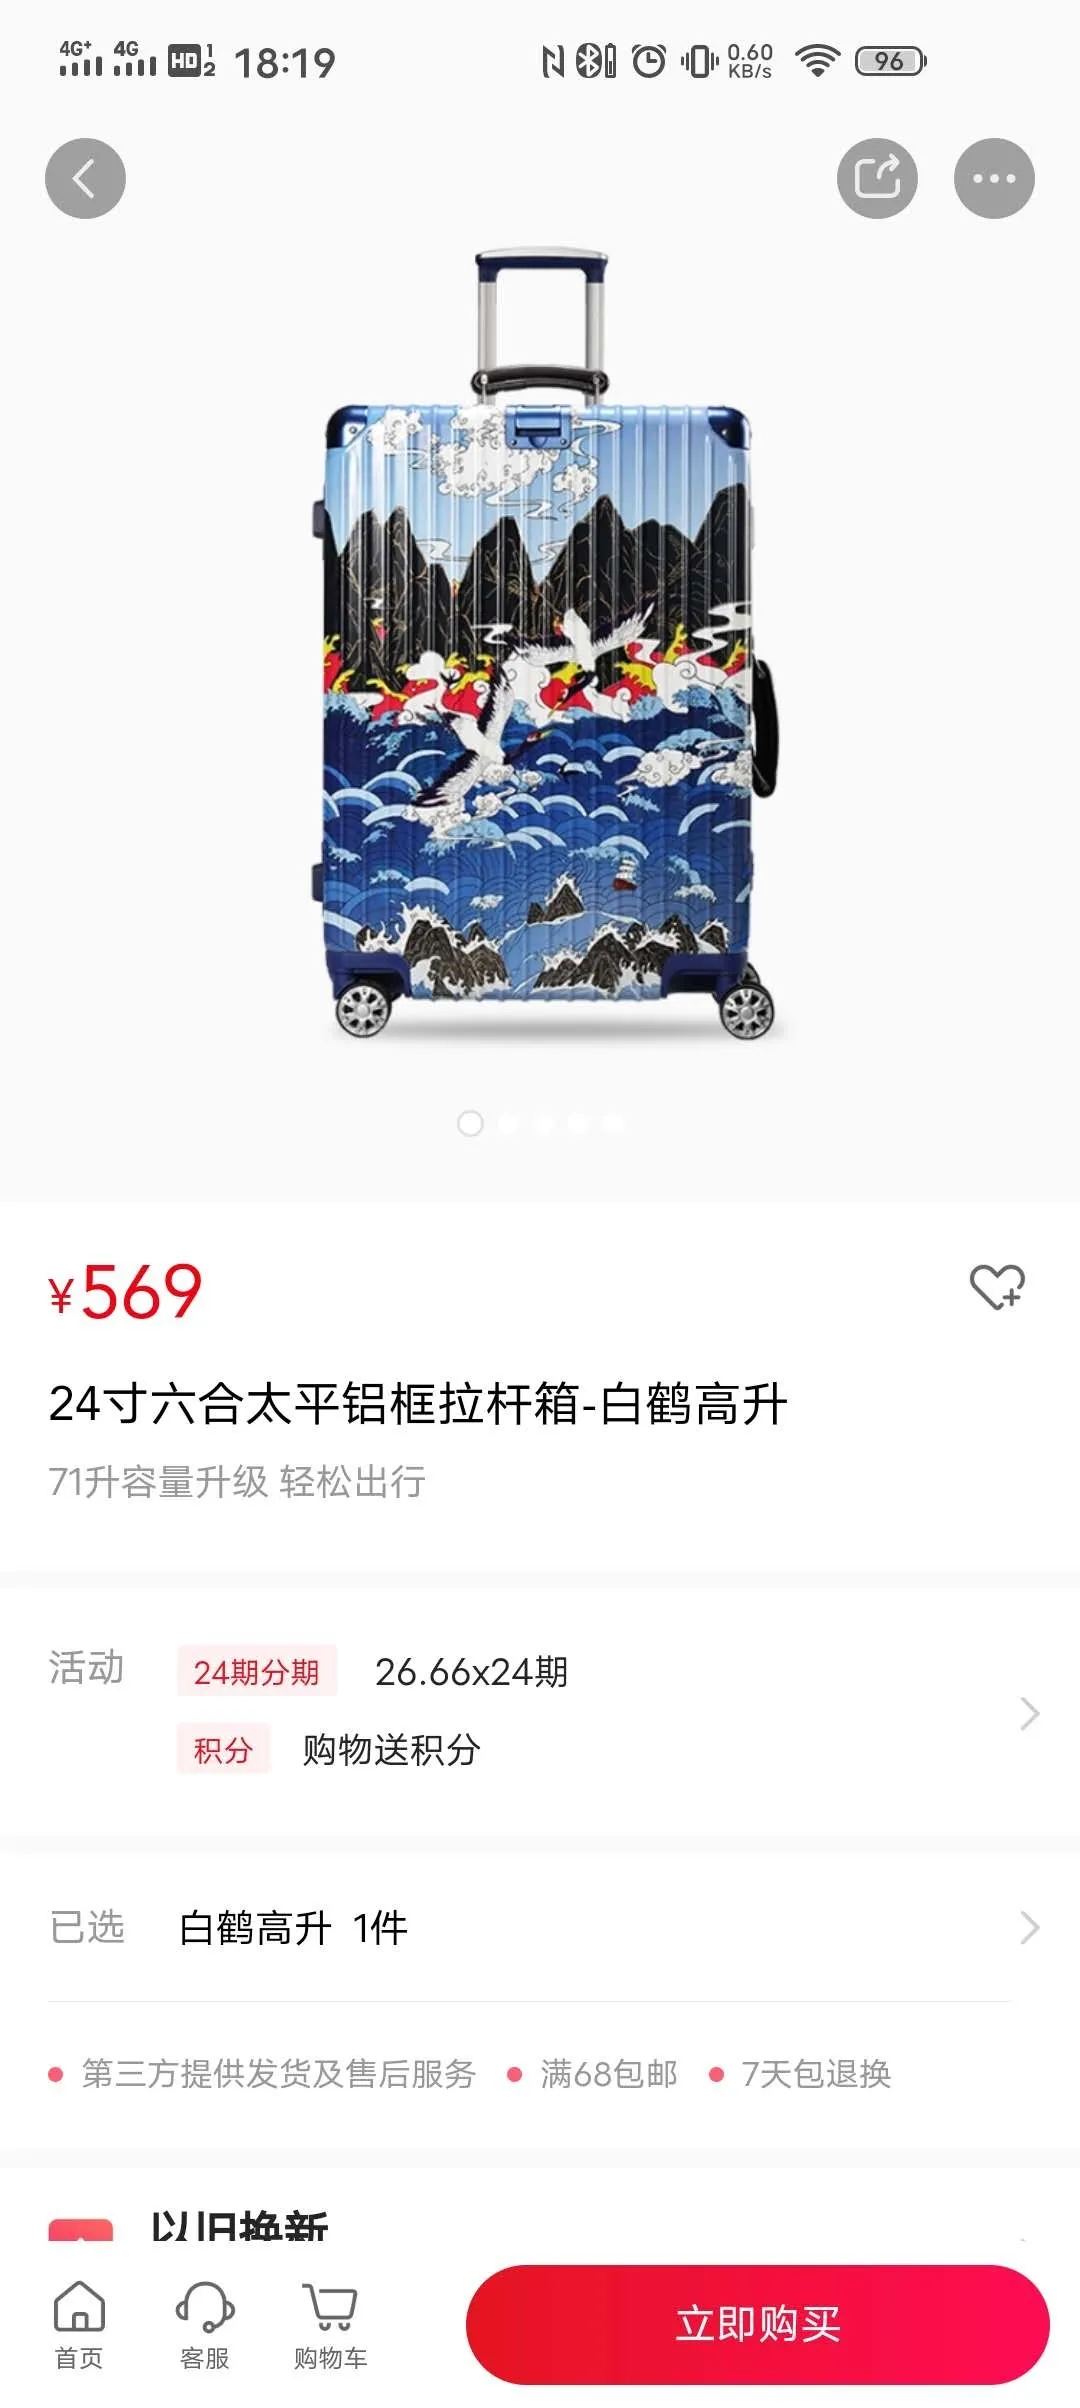 4G+ 4G HD 1 2 18:19 0.60 KB/s 96
¥569
24寸六合太平铝框拉杆箱-白鹤高升
71升容量升级 轻松出行
活动 24期分期 26.66x24期
积分 购物送积分
已选 白鹤高升 1件
第三方提供发货及售后服务 满68包邮 7天包退换
以旧换新
首页 客服 购物车 立即购买